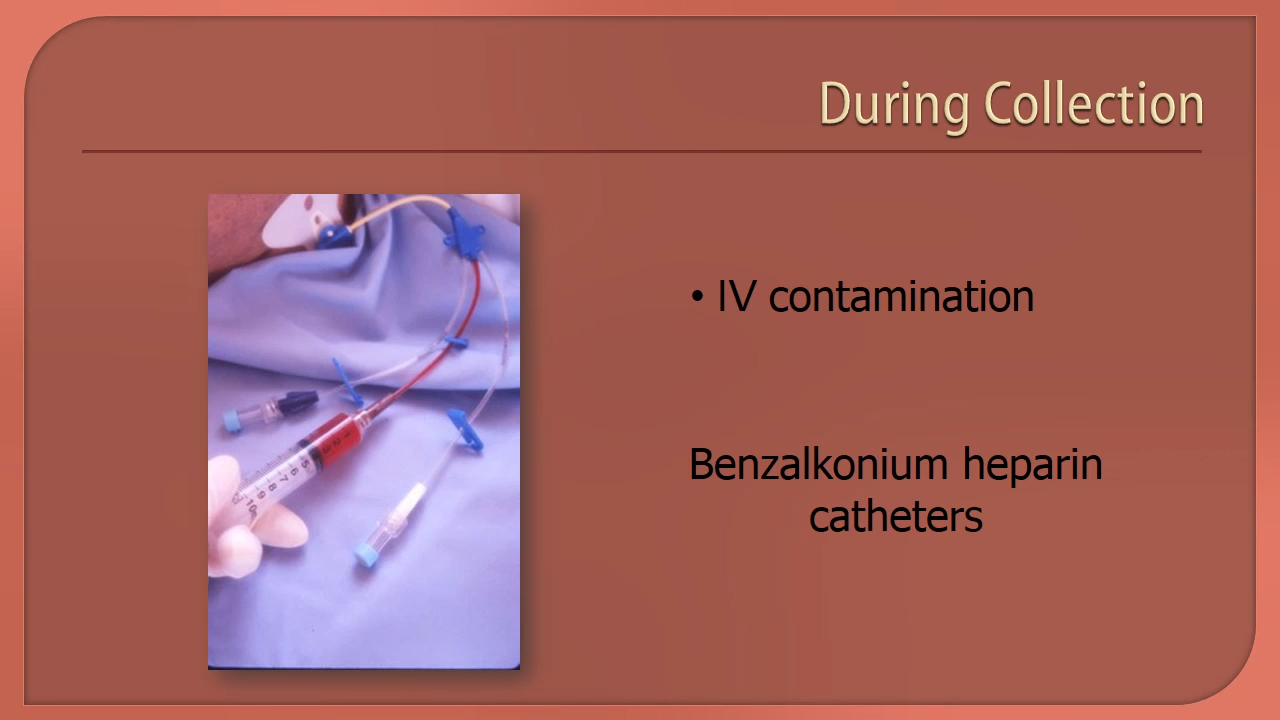 During Collection
• IV contamination
Benzalkonium heparin
catheters